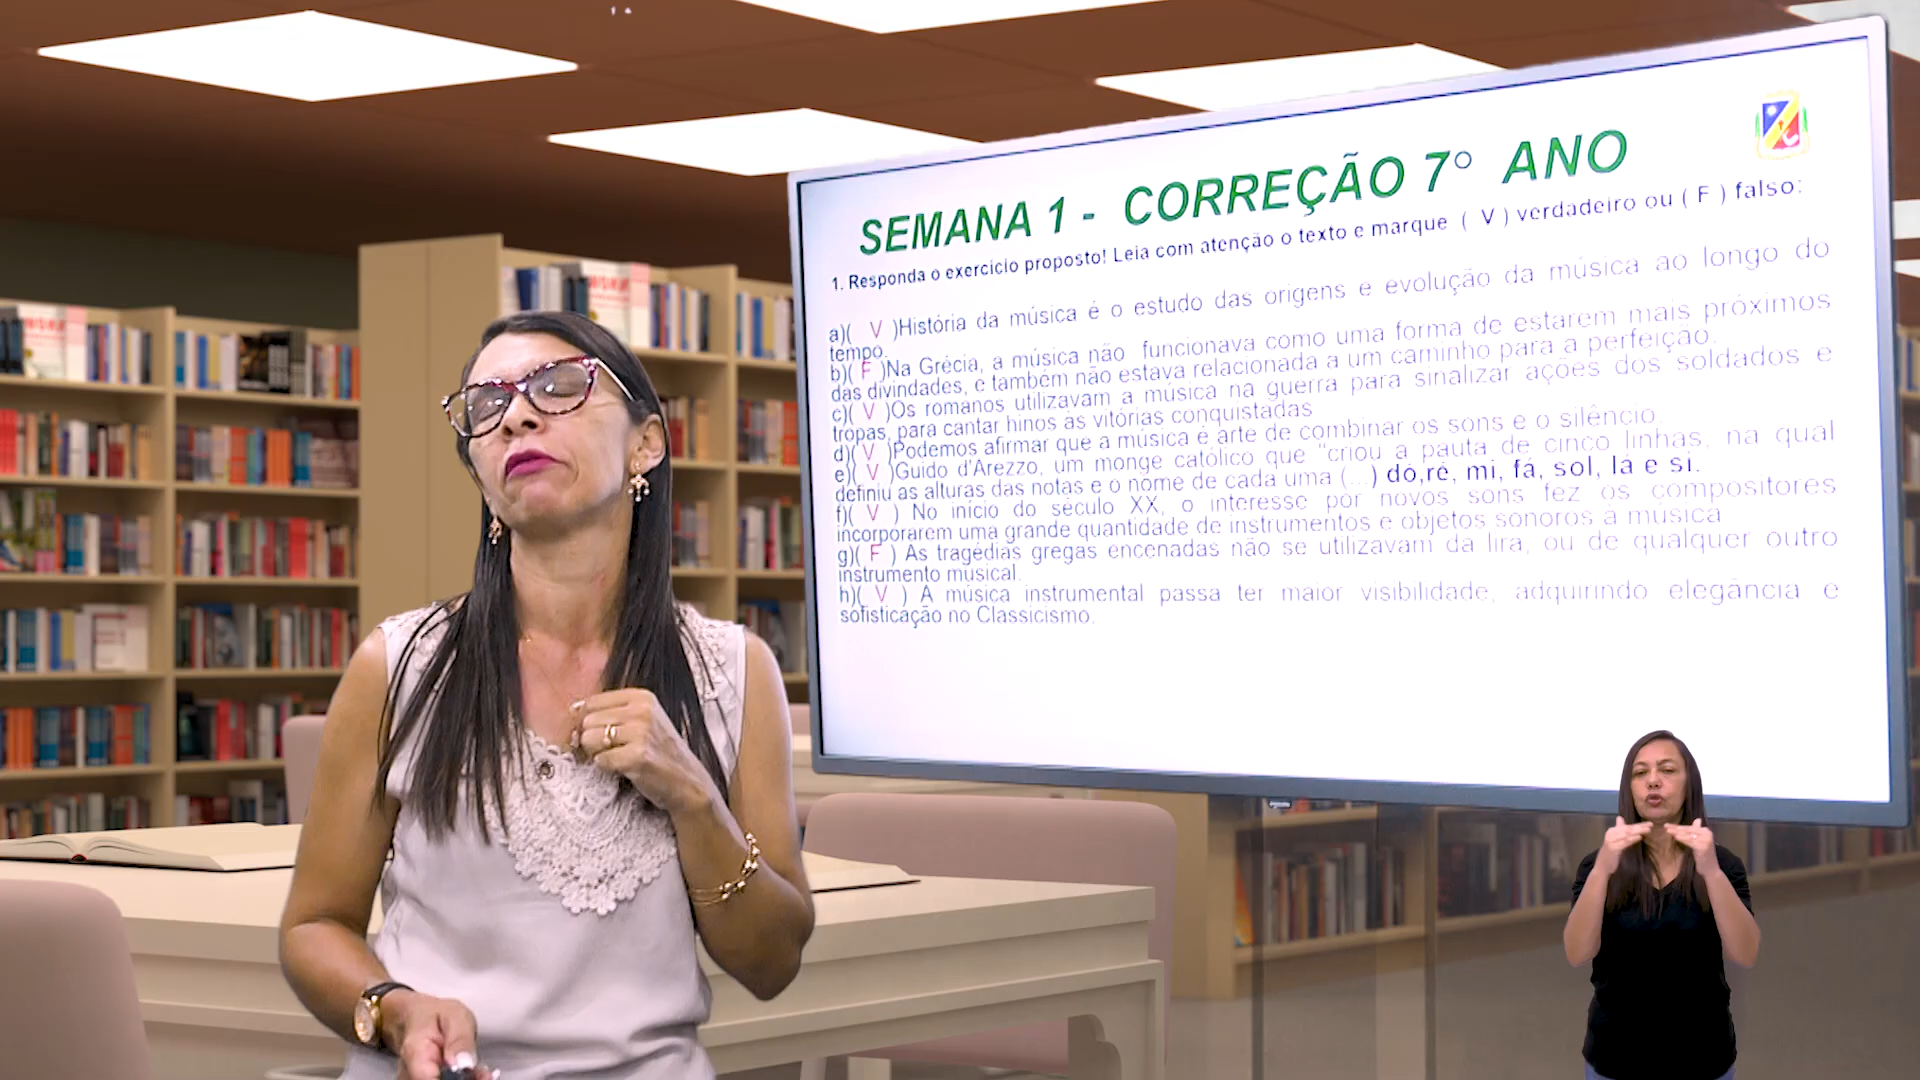 SEMANA 1 - CORREÇÃO 7° ANO
1. Responda o exercício proposto! Leia com atenção o texto e marque ( V ) verdadeiro ou ( F ) falso:
a)( V )História da música é o estudo das origens e evolução da música ao longo do
tempo.
b)( F )Na Grécia, a música não funcionava como uma forma de estarem mais próximos
das divindades, e também não estava relacionada a um caminho para a perfeição.
c)( V )Os romanos utilizavam a música na guerra para sinalizar ações dos soldados e
tropas, para cantar hinos às vitórias conquistadas
d)( V )Podemos afirmar que a música é arte de combinar os sons e o silêncio.
e)( V )Guido d'Arezzo, um monge católico que "criou a pauta de cinco linhas, na qual
definiu as alturas das notas e o nome de cada uma (...) dó,ré, mi, fá, sol, lá e si.
f)( V ) No início do século XX, o interesse por novos sons fez os compositores
incorporarem uma grande quantidade de instrumentos e objetos sonoros à música
g)( F ) As tragédias gregas encenadas não se utilizavam da lira, ou de qualquer outro
instrumento musical.
h)( V ) A música instrumental passa ter maior visibilidade, adquirindo elegância e
sofisticação no Classicismo.